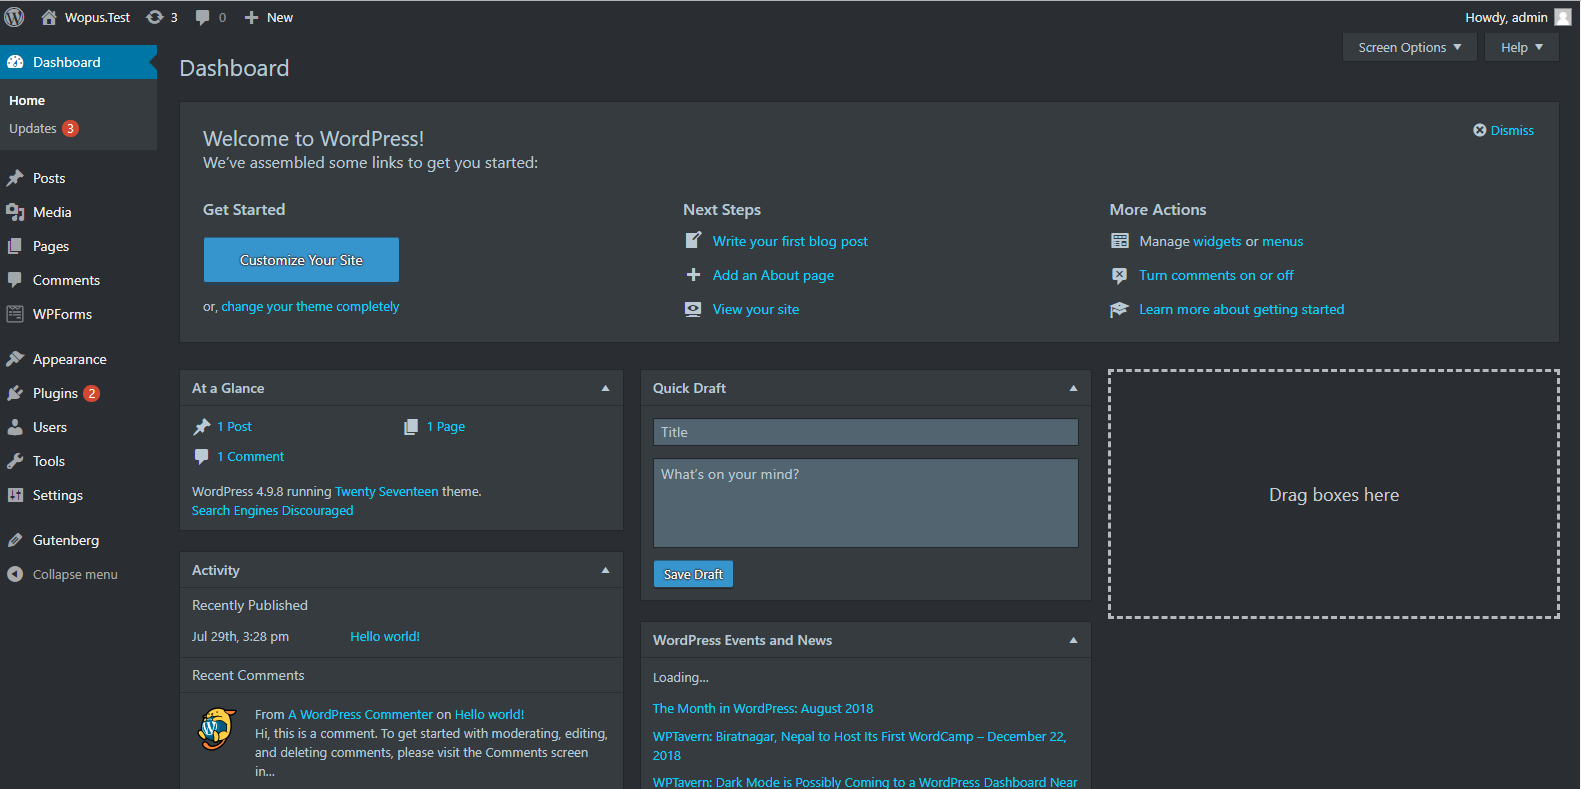 Wopus.Test 3 0 New
Howdy, admin
Screen Options Help
Dashboard
Home
Updates 3
Posts
Media
Pages
Comments
WPForms
Appearance
Plugins 2
Users
Tools
Settings
Gutenberg
Collapse menu
Dashboard
Welcome to WordPress!
We've assembled some links to get you started:
Dismiss
Get Started
Customize Your Site
or, change your theme completely
Next Steps
Write your first blog post
Add an About page
View your site
More Actions
Manage widgets or menus
Turn comments on or off
Learn more about getting started
At a Glance
1 Post 1 Page
1 Comment
WordPress 4.9.8 running Twenty Seventeen theme.
Search Engines Discouraged
Activity
Recently Published
Jul 29th, 3:28 pm Hello world!
Recent Comments
From A WordPress Commenter on Hello world!
Hi, this is a comment. To get started with moderating, editing,
and deleting comments, please visit the Comments screen
in...
Quick Draft
Title
What's on your mind?
Save Draft
WordPress Events and News
Loading...
The Month in WordPress: August 2018
WPTavern: Biratnagar, Nepal to Host Its First WordCamp – December 22,
2018
WPTavern: Dark Mode is Possibly Coming to a WordPress Dashboard Near
Drag boxes here